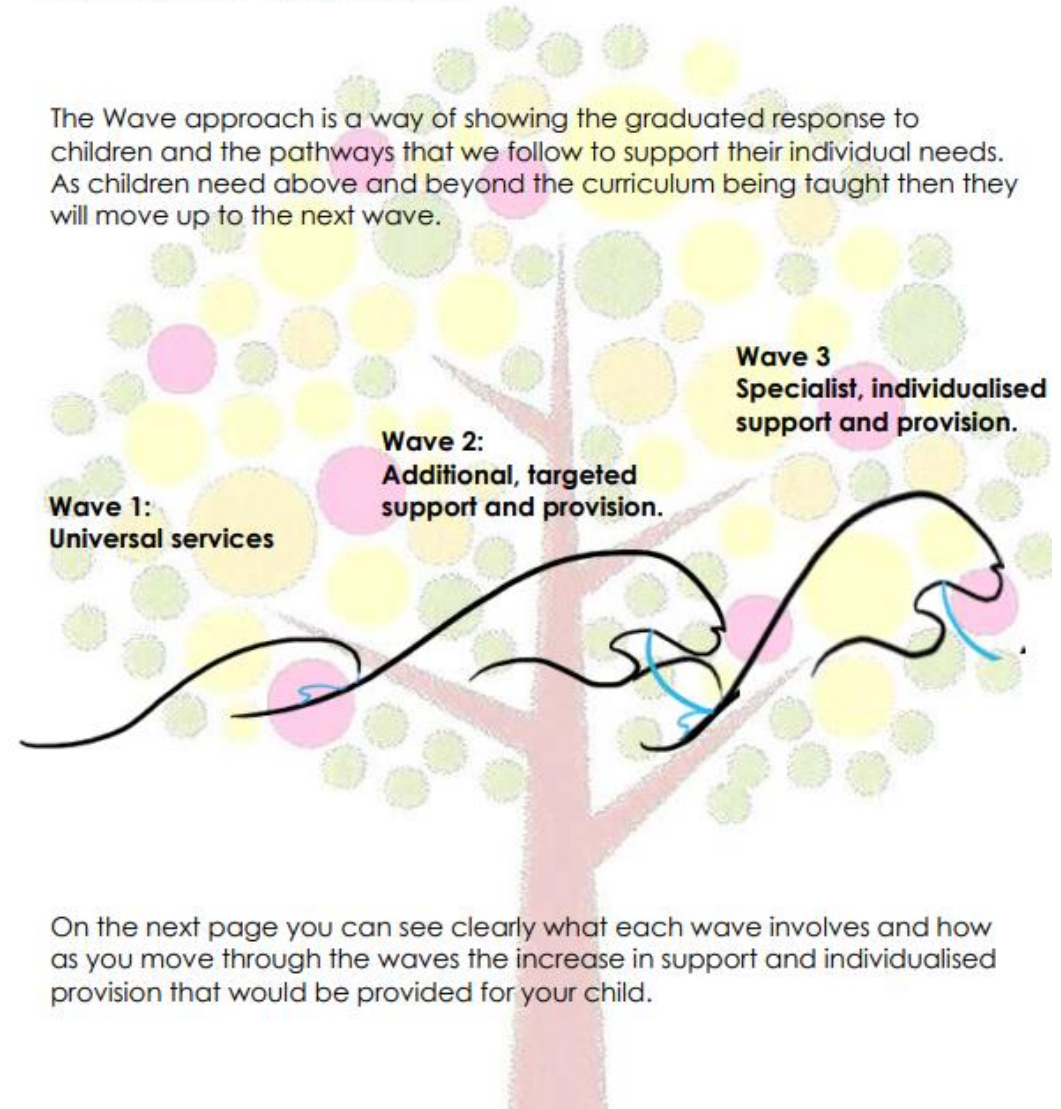 The Wave approach is a way of showing the graduated response to
children and the pathways that we follow to support their individual needs.
As children need above and beyond the curriculum being taught then they
will move up to the next wave.
Wave 3
Specialist, individualised
support and provision.
Wave 2:
Additional, targeted
support and provision.
Wave 1:
Universal services
On the next page you can see clearly what each wave involves and how
as you move through the waves the increase in support and individualised
provision that would be provided for your child.